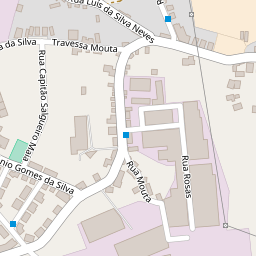 Rua Luís da Silva Neves
da Silva
Travessa Mouta
Rua Capitão Salgueiro Maia
Rua Rosas
Rua Mouta
nio Gomes da Silva